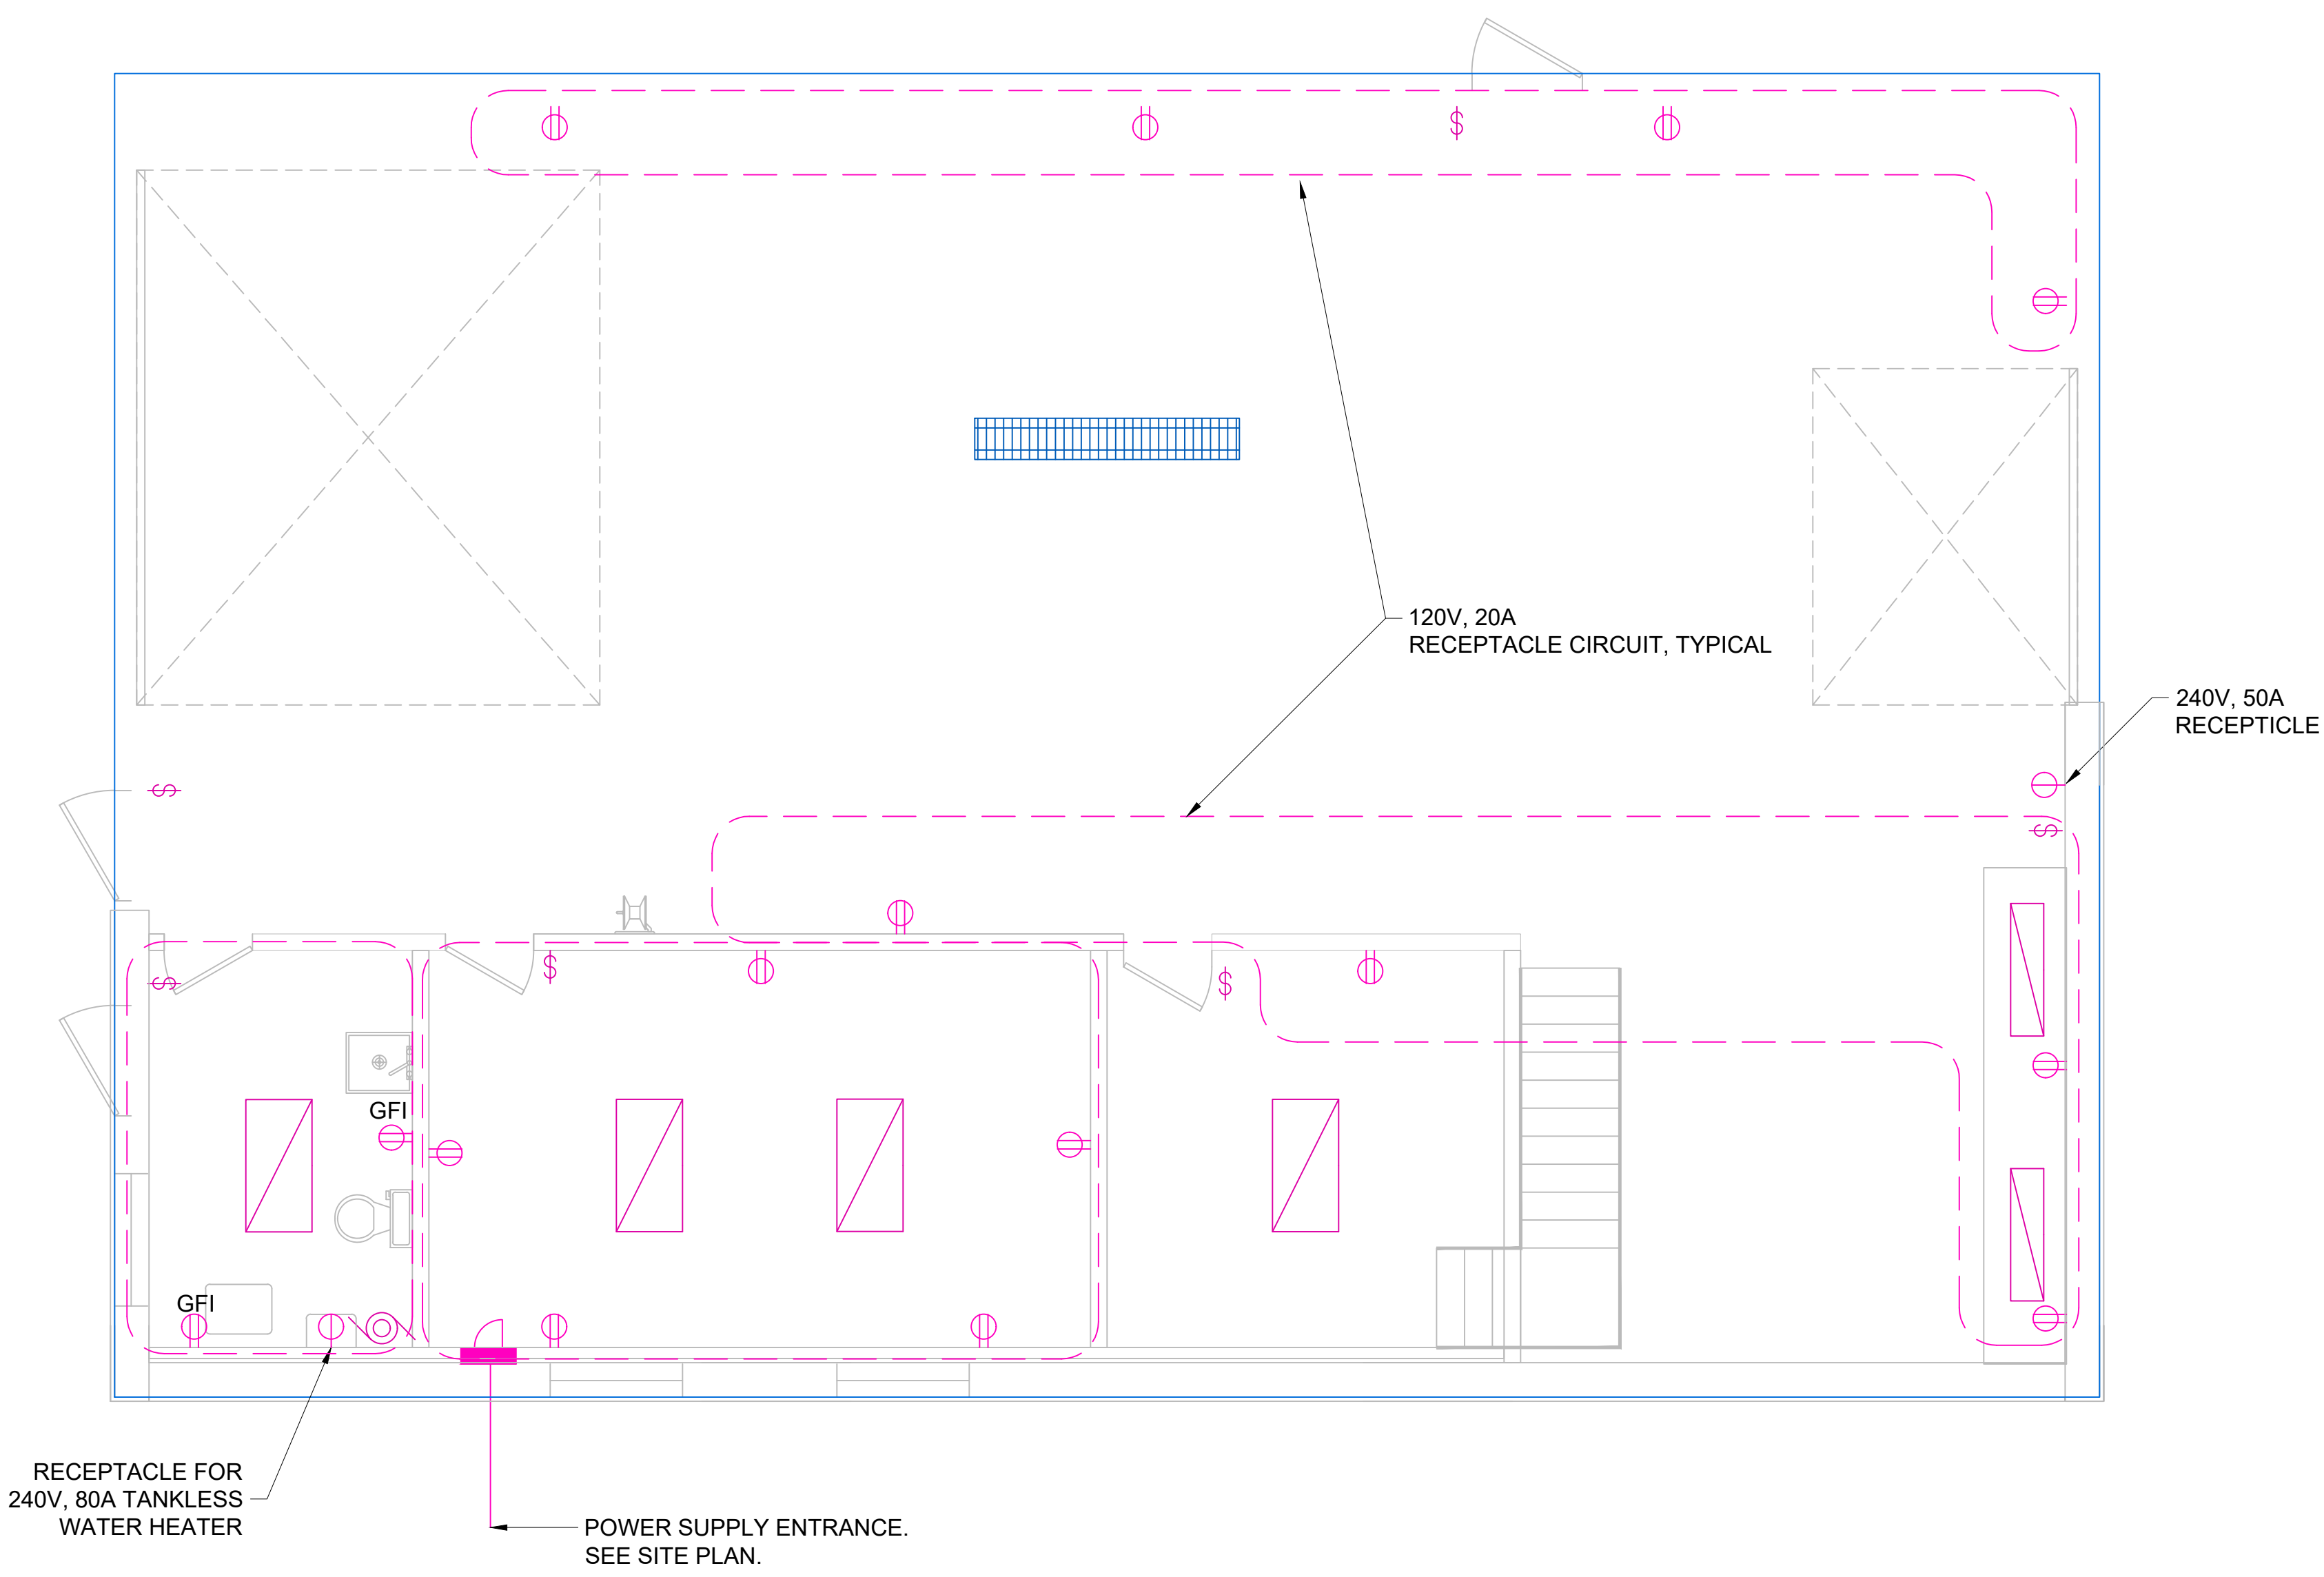 120V, 20A
RECEPTACLE CIRCUIT, TYPICAL
240V, 50A
RECEPTICLE
$
$
$
$
$
$
GFI
GFI
RECEPTACLE FOR
240V, 80A TANKLESS
WATER HEATER
POWER SUPPLY ENTRANCE.
SEE SITE PLAN.